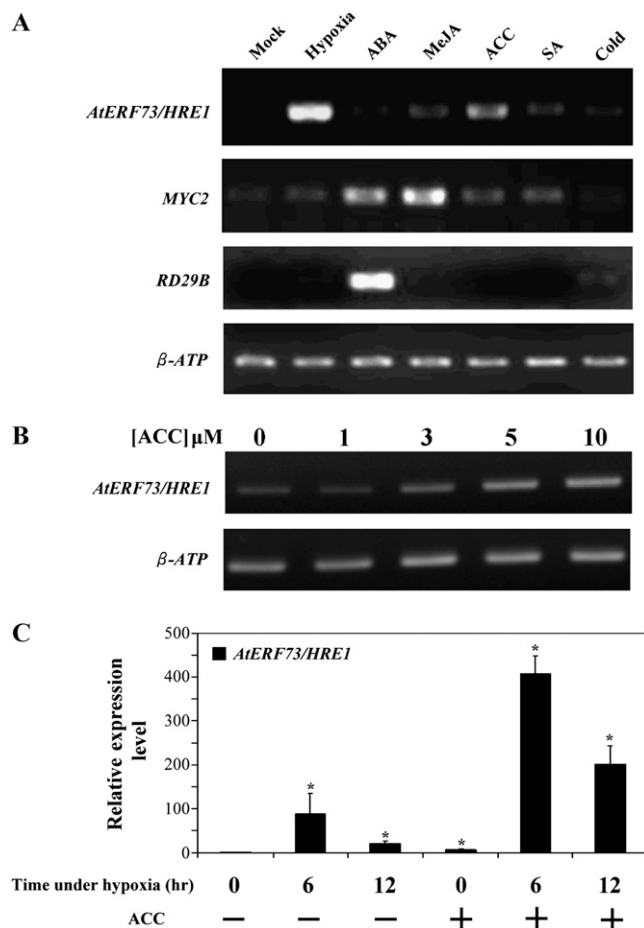 A
Mock Hypoxia ABA MeJA ACC SA Cold
AtERF73/HRE1
MYC2
RD29B
β-ATP
B
[ACC]μM 0 1 3 5 10
AtERF73/HRE1
β-ATP
C
500
AtERF73/HRE1
400
300
200
100
0
Relative expression
level
* * * * *
Time under hypoxia (hr) 0 6 12 0 6 12
ACC − − − + + +